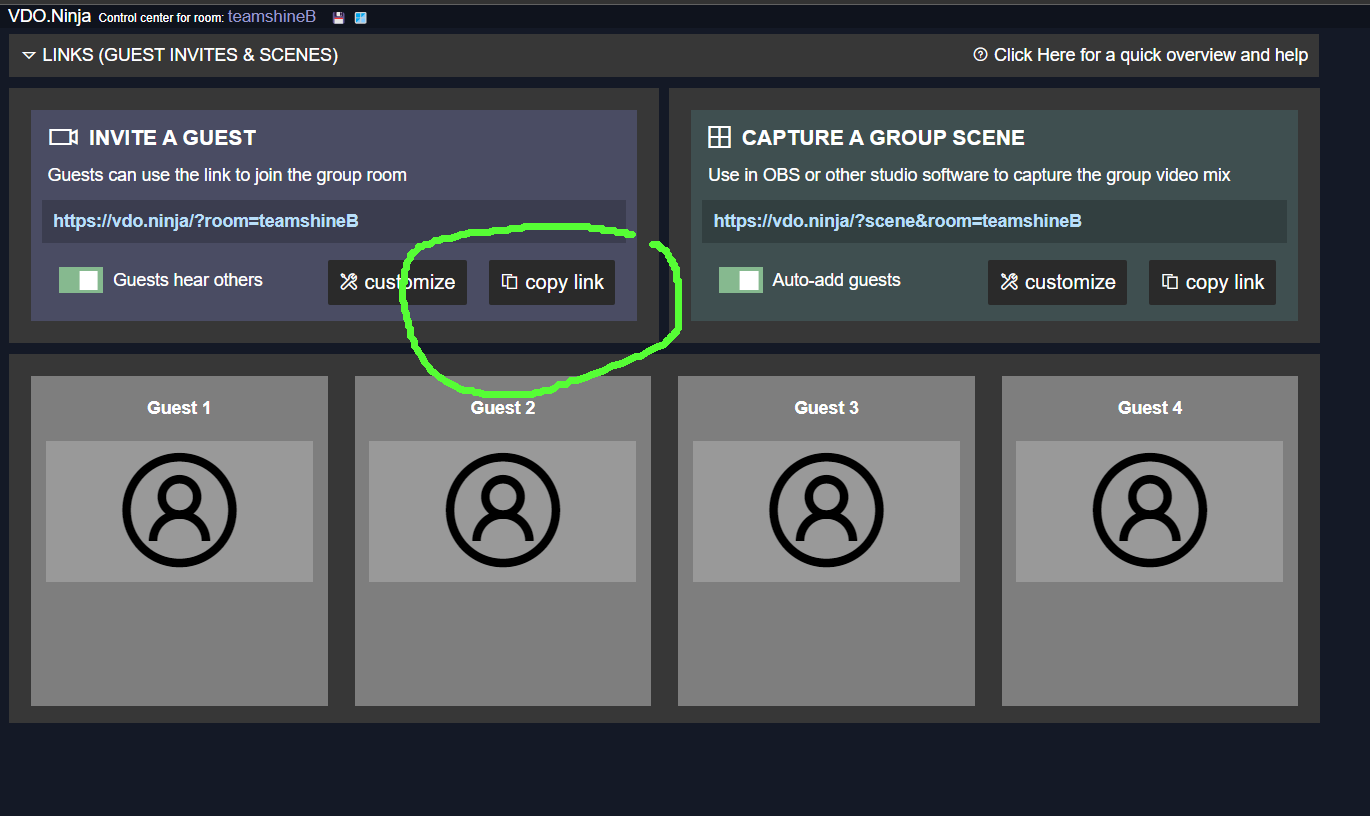 VDO.Ninja Control center for room: teamshineB
LINKS (GUEST INVITES & SCENES)
Click Here for a quick overview and help
INVITE A GUEST
Guests can use the link to join the group room
https://vdo.ninja/?room=teamshineB
Guests hear others
customize
copy link
CAPTURE A GROUP SCENE
Use in OBS or other studio software to capture the group video mix
https://vdo.ninja/?scene&room=teamshineB
Auto-add guests
customize
copy link
Guest 1
Guest 2
Guest 3
Guest 4